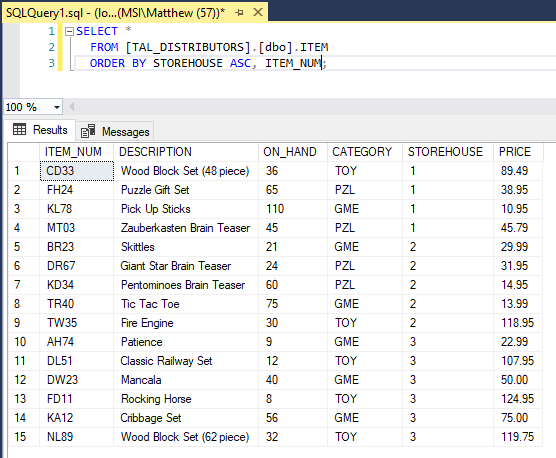 SQLQuery1.sql - (lo...(MSI\Matthew (57))*
1 SELECT *
2 FROM [TAL_DISTRIBUTORS].[dbo].ITEM
3 ORDER BY STOREHOUSE ASC, ITEM_NUM;
100 %
Results Messages
ITEM_NUM DESCRIPTION ON_HAND CATEGORY STOREHOUSE PRICE
1 CD33 Wood Block Set (48 piece) 36 TOY 1 89.49
2 FH24 Puzzle Gift Set 65 PZL 1 38.95
3 KL78 Pick Up Sticks 110 GME 1 10.95
4 MT03 Zauberkasten Brain Teaser 45 PZL 1 45.79
5 BR23 Skittles 21 GME 2 29.99
6 DR67 Giant Star Brain Teaser 24 PZL 2 31.95
7 KD34 Pentominoes Brain Teaser 60 PZL 2 14.95
8 TR40 Tic Tac Toe 75 GME 2 13.99
9 TW35 Fire Engine 30 TOY 2 118.95
10 AH74 Patience 9 GME 3 22.99
11 DL51 Classic Railway Set 12 TOY 3 107.95
12 DW23 Mancala 40 GME 3 50.00
13 FD11 Rocking Horse 8 TOY 3 124.95
14 KA12 Cribbage Set 56 GME 3 75.00
15 NL89 Wood Block Set (62 piece) 32 TOY 3 119.75